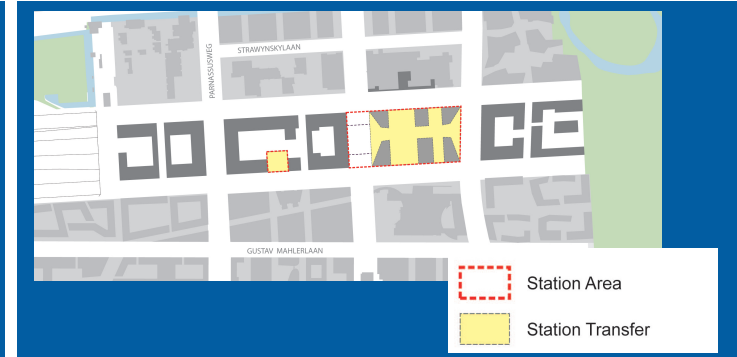 STRAWYNSKYLAAN
PARNASSUSWEG
GUSTAV MAHLERLAAN
Station Area
Station Transfer